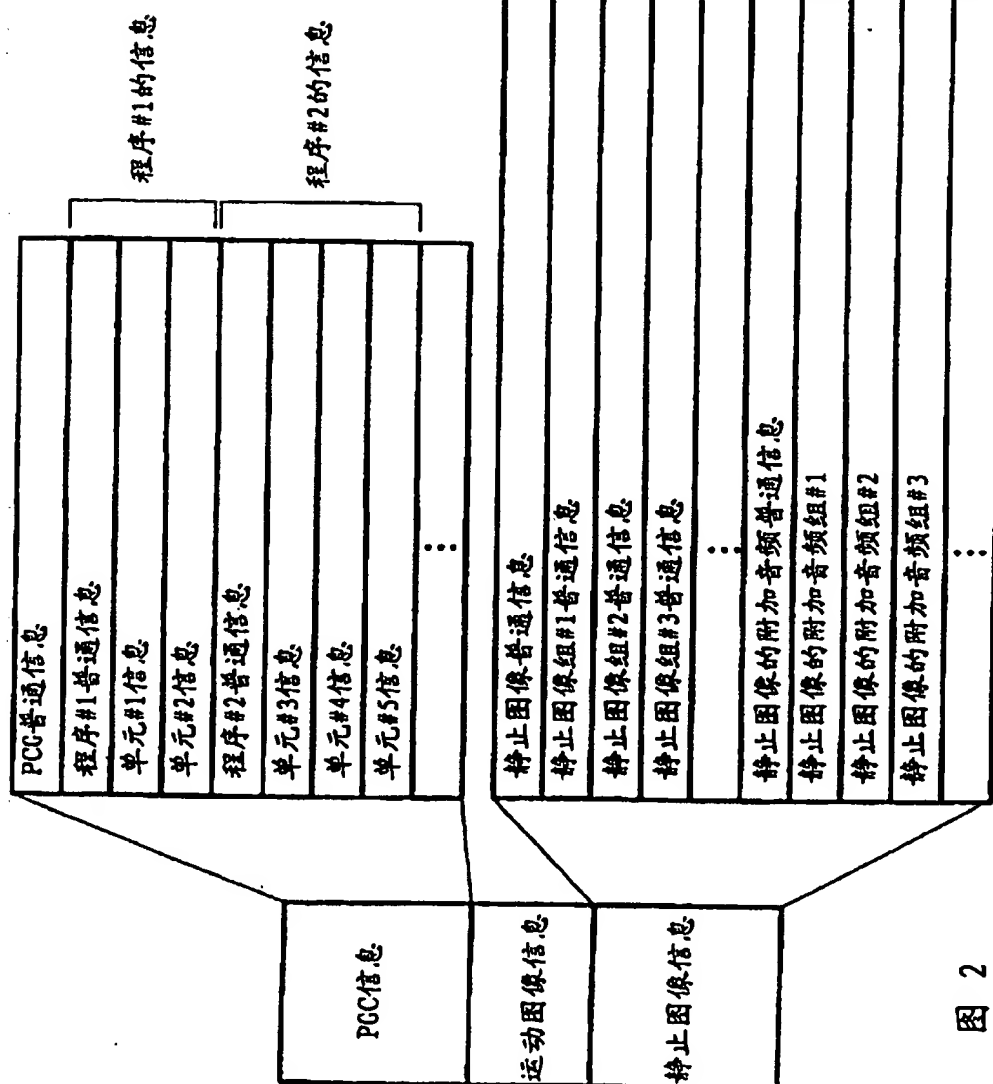 PGC信息
运动图像信息
静止图像信息
PCG普通信息
程序#1普通信息
单元#1信息
单元#2信息
程序#2普通信息
单元#3信息
单元#4信息
单元#5信息
⋮
程序#1的信息
程序#2的信息
静止图像普通信息
静止图像组#1普通信息
静止图像组#2普通信息
静止图像组#3普通信息
⋮
静止图像的附加音频普通信息
静止图像的附加音频组#1
静止图像的附加音频组#2
静止图像的附加音频组#3
⋮
图 2